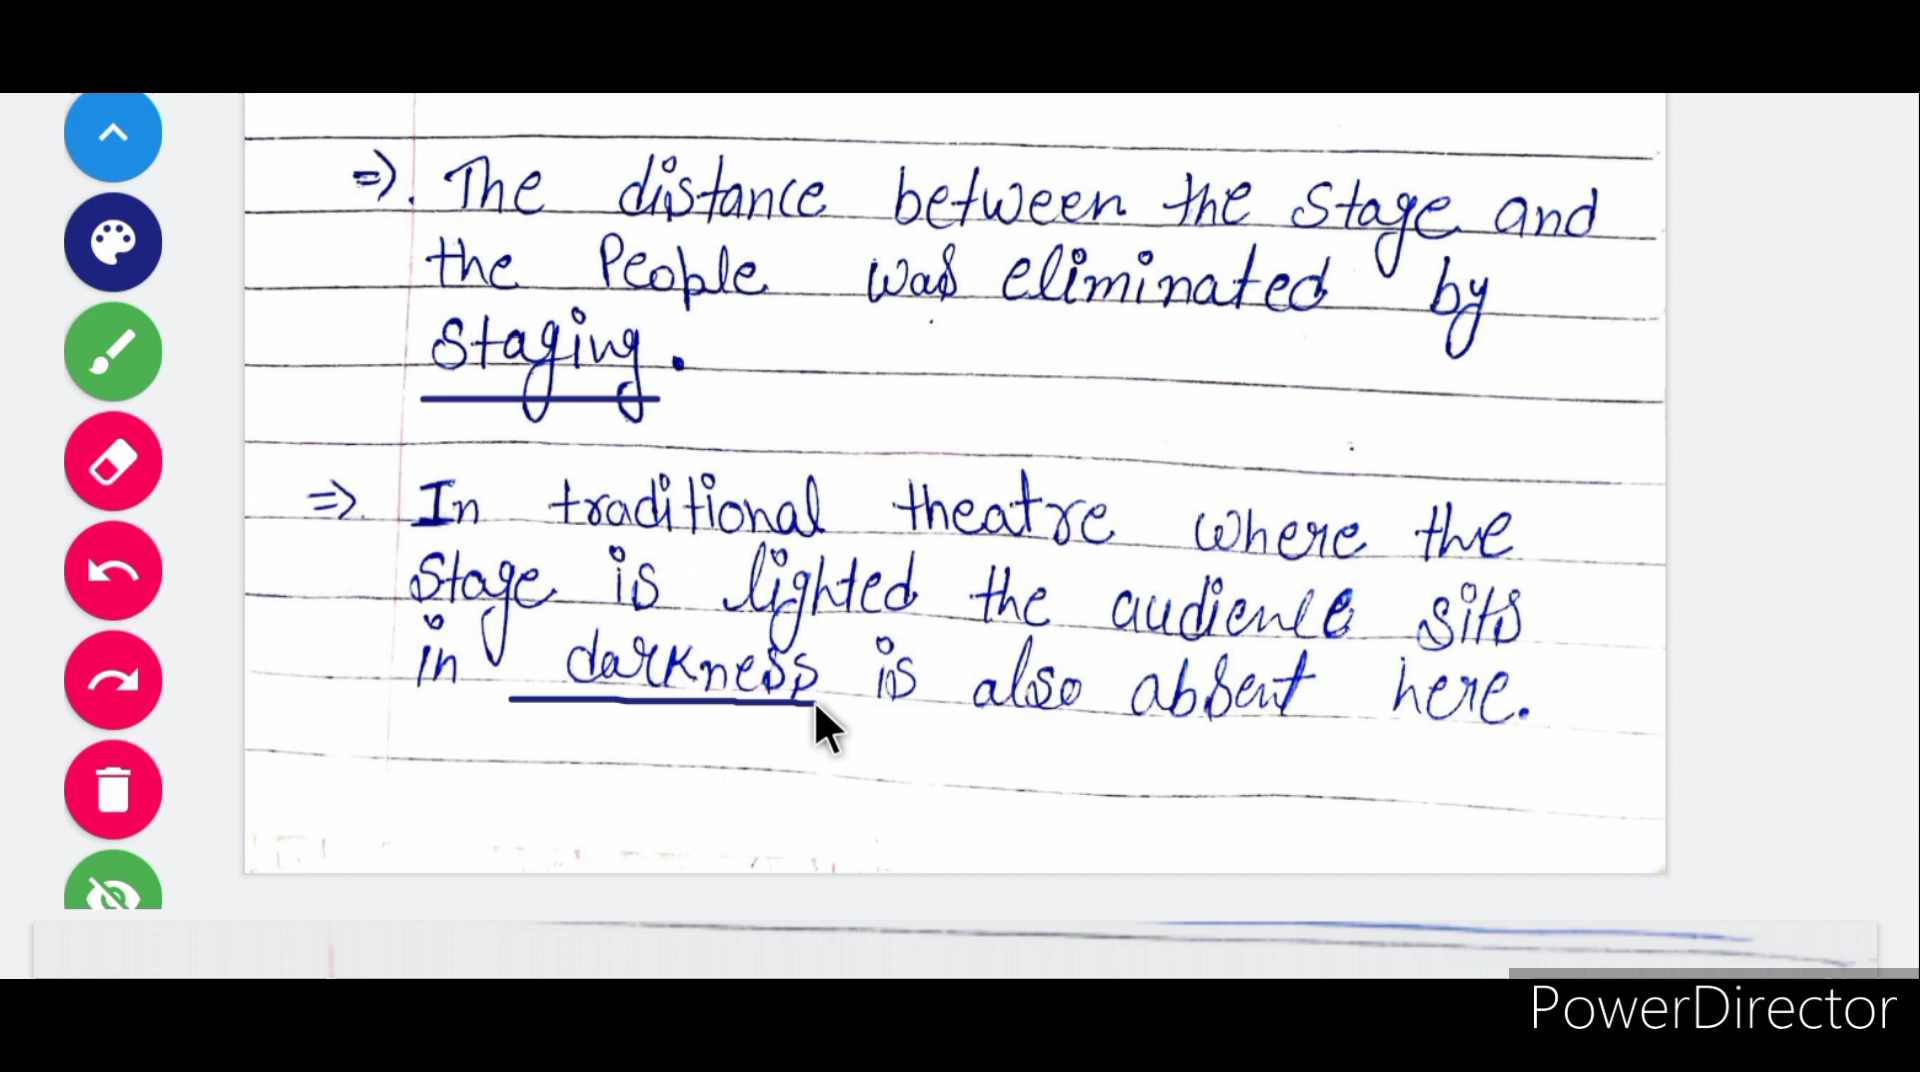 =>. The distance between the stage and
the People was eliminated by
staging.
=>. In traditional theatre where the
stage is lighted the audience sits
in darkness is also absent here.
PowerDirector